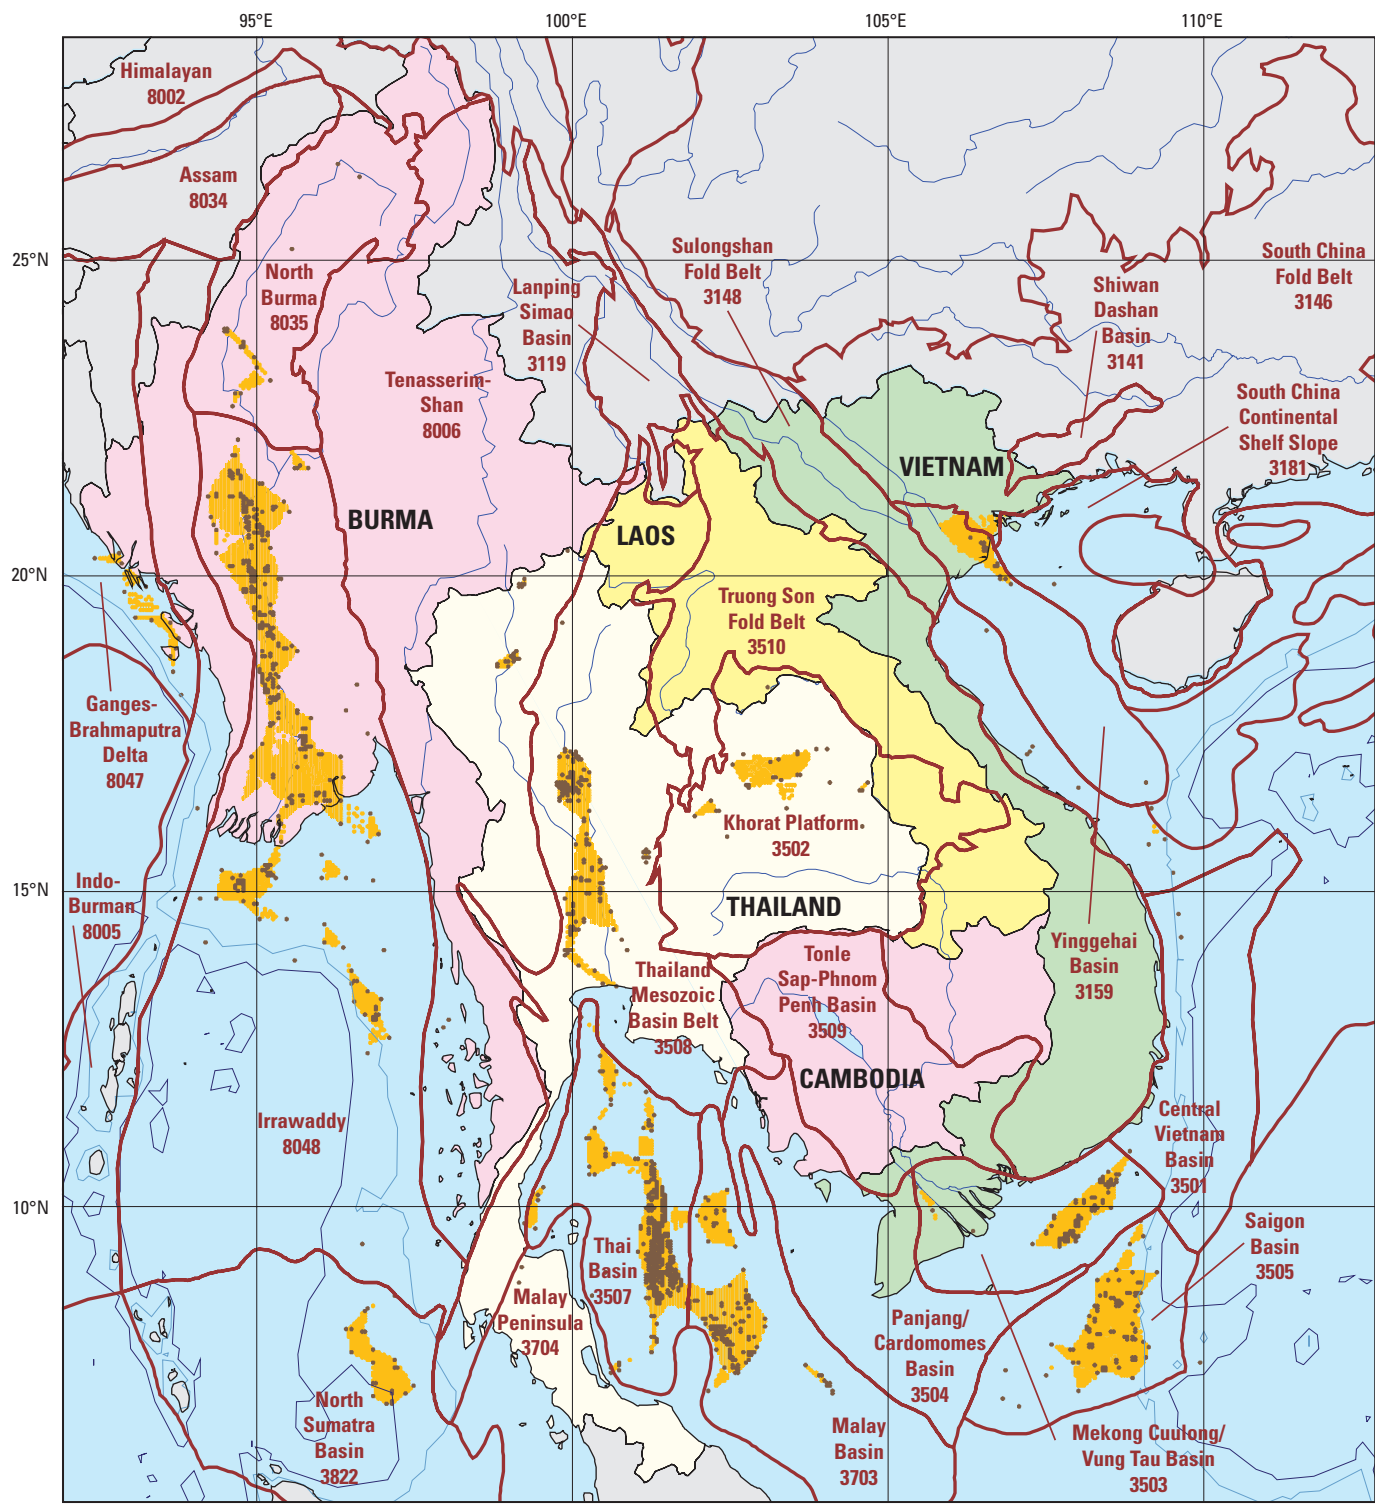 95°E
100°E
105°E
110°E
Himalayan
8002
Assam
8034
25°N
North
Burma
8035
Sulongshan
Fold Belt
3148
South China
Fold Belt
3146
Lanping
Simao
Basin
3119
Shiwan
Dashan
Basin
3141
Tenasserim-
Shan
8006
South China
Continental
Shelf Slope
3181
VIETNAM
BURMA
LAOS
20°N
Truong Son
Fold Belt
3510
Ganges-
Brahmaputra
Delta
8047
Khorat Platform
3502
15°N
Indo-
Burman
8005
THAILAND
Yinggehai
Basin
3159
Tonle
Sap-Phnom
Penh Basin
3509
Thailand
Mesozoic
Basin Belt
3508
CAMBODIA
Irrawaddy
8048
Central
Vietnam
Basin
3501
10°N
Saigon
Basin
3505
Thai
Basin
3507
Malay
Peninsula
3704
Panjang/
Cardomomes
Basin
3504
North
Sumatra
Basin
3822
Malay
Basin
3703
Mekong Cuulong/
Vung Tau Basin
3503